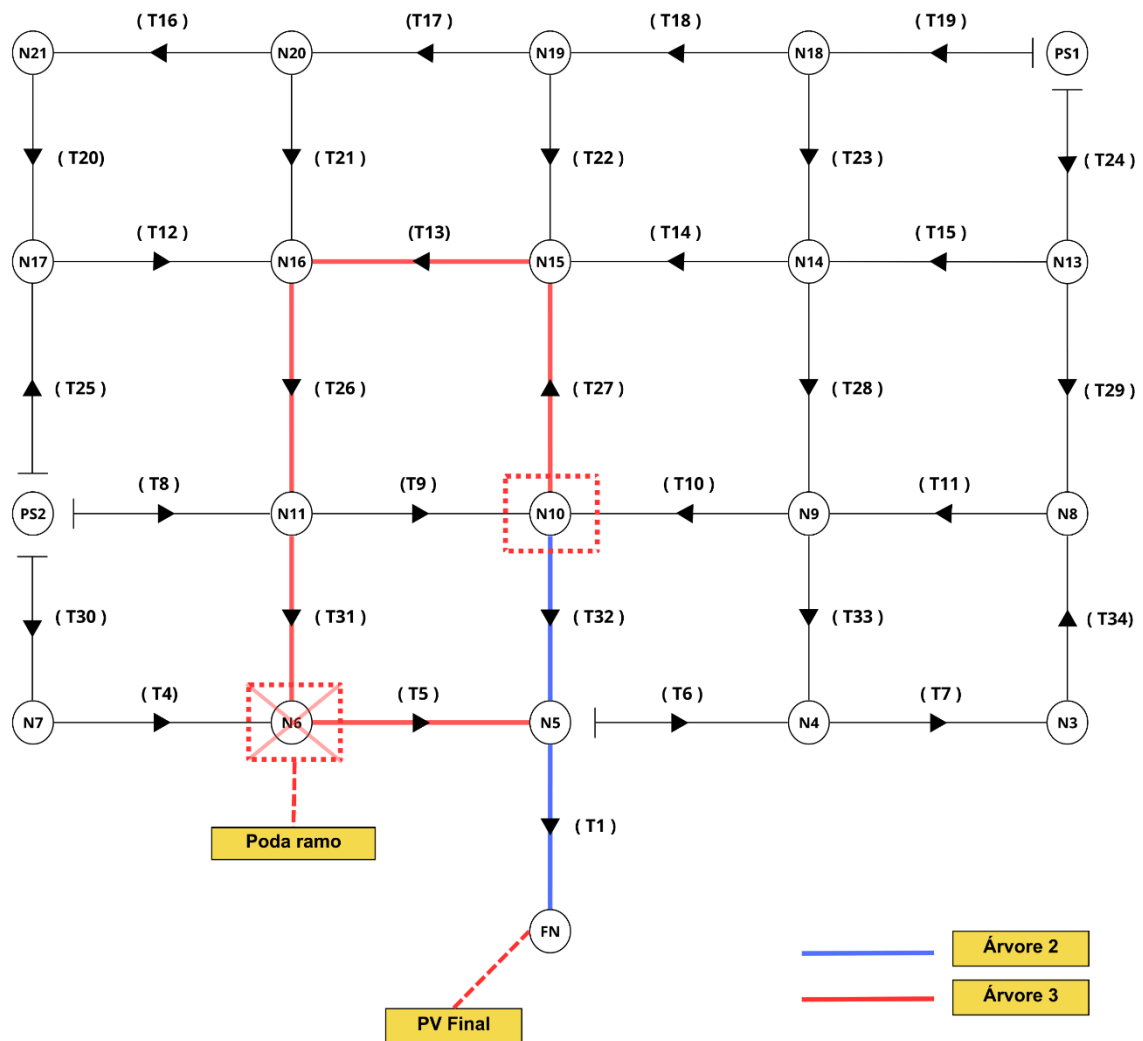 ( T16 )
(T17 )
( T18 )
( T19 )
N21
N20
N19
N18
PS1
( T20)
( T21 )
( T22 )
( T23 )
( T24 )
( T12 )
(T13)
( T14 )
( T15 )
N17
N16
N15
N14
N13
( T25 )
( T26 )
( T27 )
( T28 )
( T29 )
( T8 )
(T9 )
( T10 )
( T11 )
PS2
N11
N10
N9
N8
( T30 )
( T31 )
( T32 )
( T33 )
( T34)
( T4)
( T5 )
( T6 )
( T7 )
N7
N6
N5
N4
N3
( T1 )
Poda ramo
FN
Árvore 2
Árvore 3
PV Final